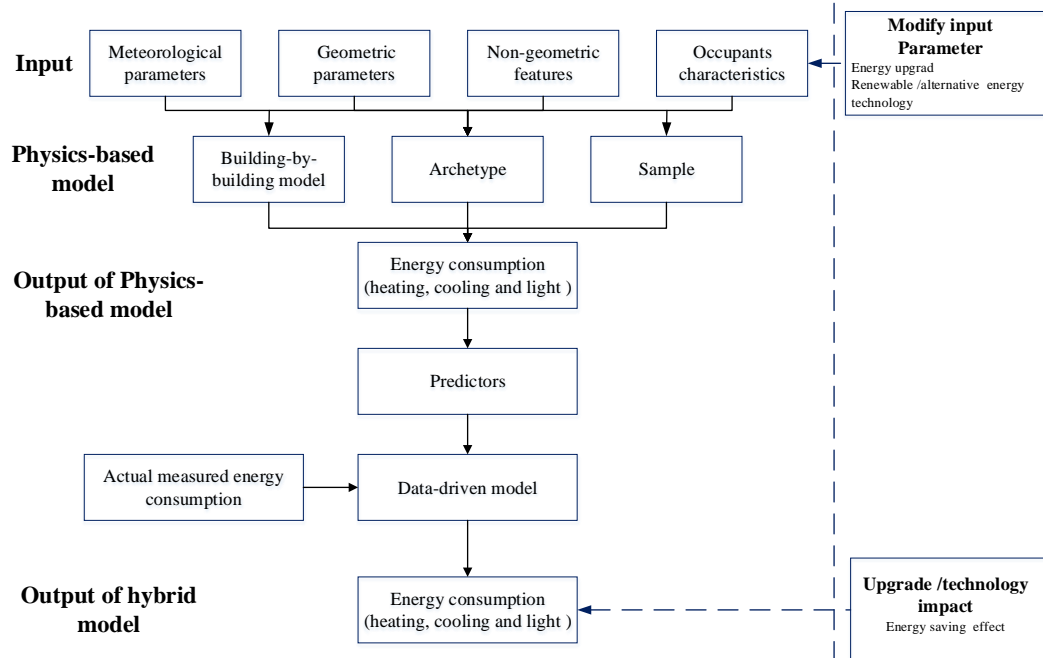 Input
Meteorological
parameters
Geometric
parameters
Non-geometric
features
Occupants
characteristics
Modify input
Parameter
Energy upgrad
Renewable /alternative energy
technology
Physics-based
model
Building-by-
building model
Archetype
Sample
Output of Physics-
based model
Energy consumption
(heating, cooling and light )
Predictors
Actual measured energy
consumption
Data-driven model
Output of hybrid
model
Energy consumption
(heating, cooling and light )
Upgrade /technology
impact
Energy saving effect